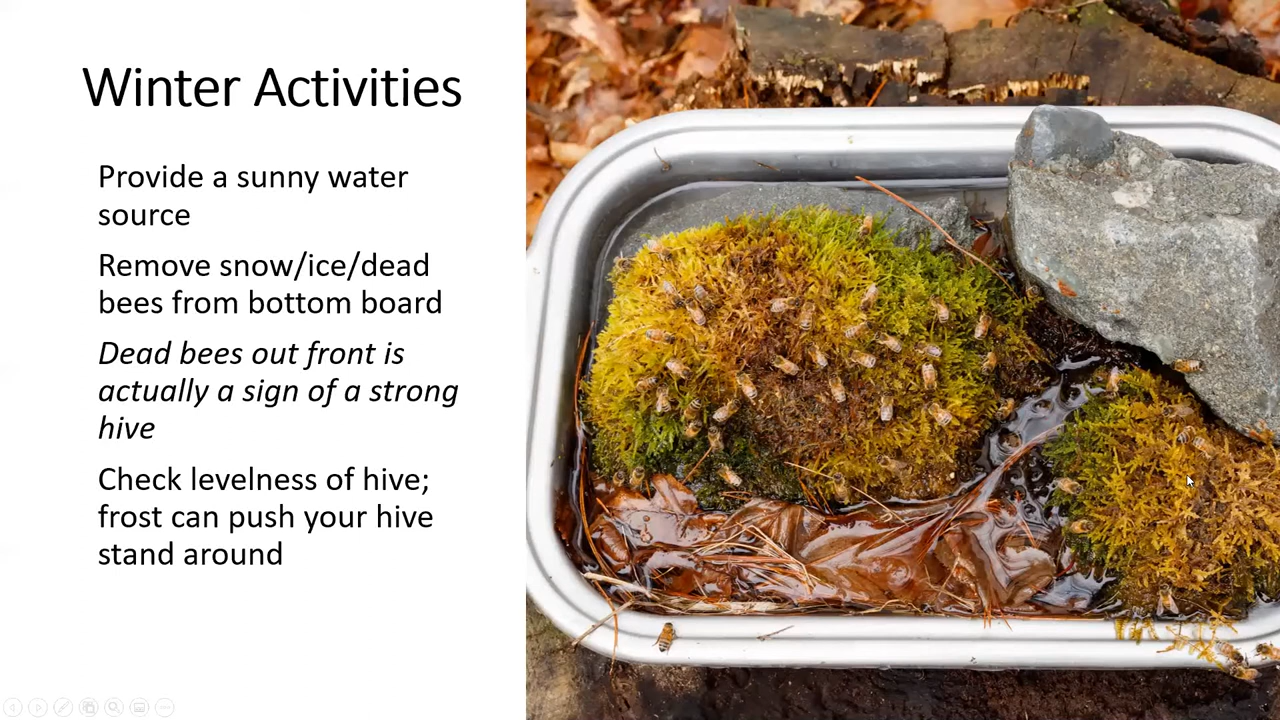 Winter Activities
Provide a sunny water
source
Remove snow/ice/dead
bees from bottom board
Dead bees out front is
actually a sign of a strong
hive
Check levelness of hive;
frost can push your hive
stand around